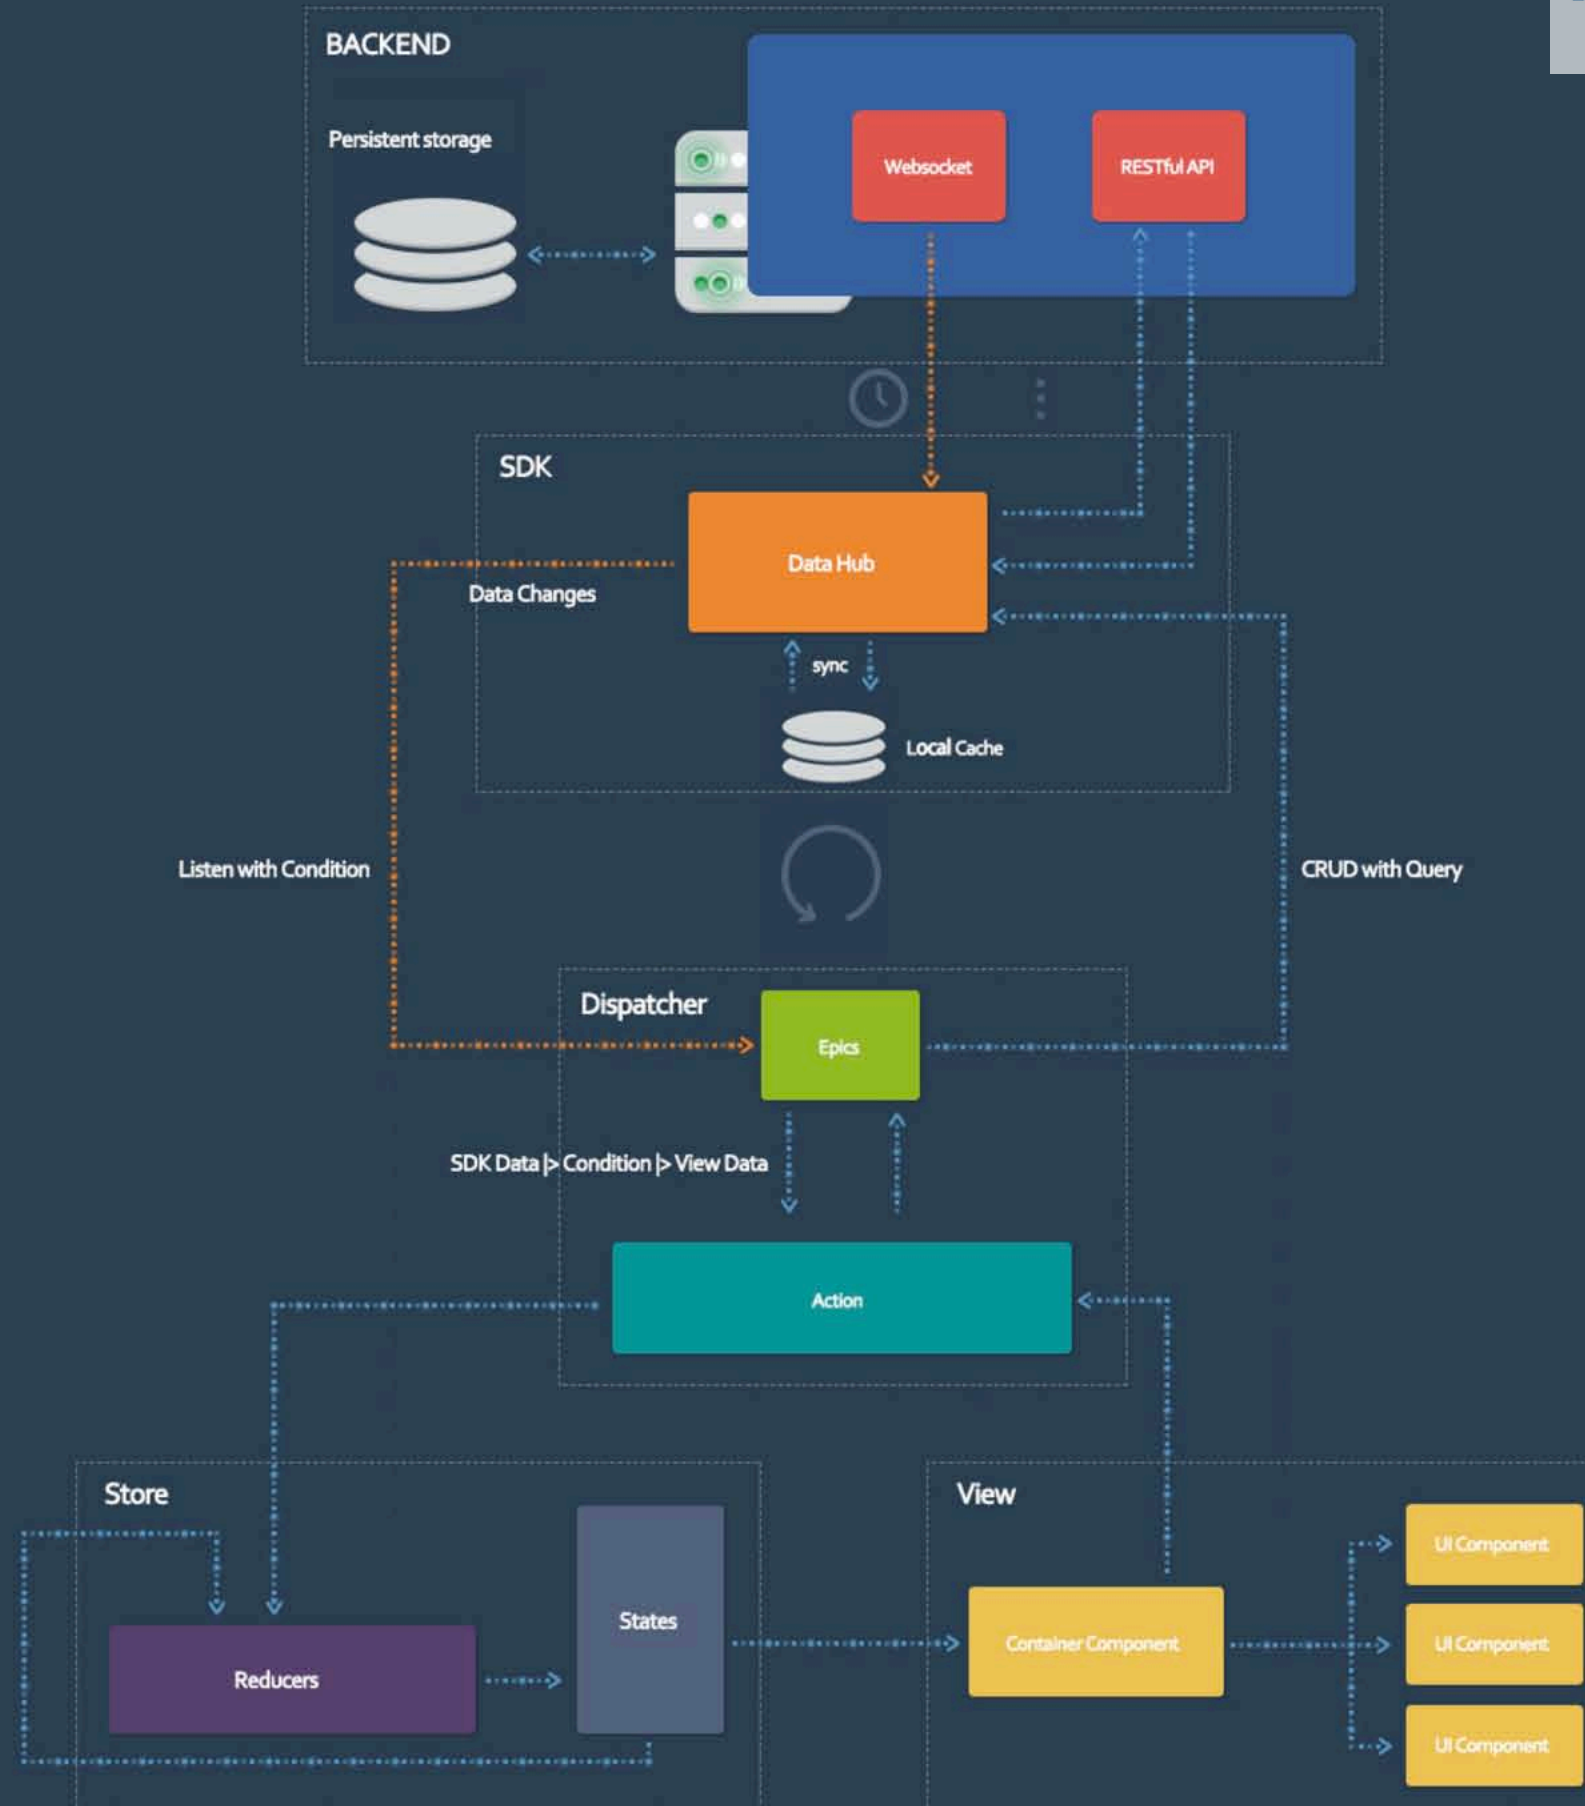 BACKEND
Persistent storage
Websocket
RESTful API
SDK
Data Hub
Data Changes
sync
Local Cache
Listen with Condition
CRUD with Query
Dispatcher
Epics
SDK Data |> Condition |> View Data
Action
Store
View
States
Reducers
Container Component
UI Component
UI Component
UI Component